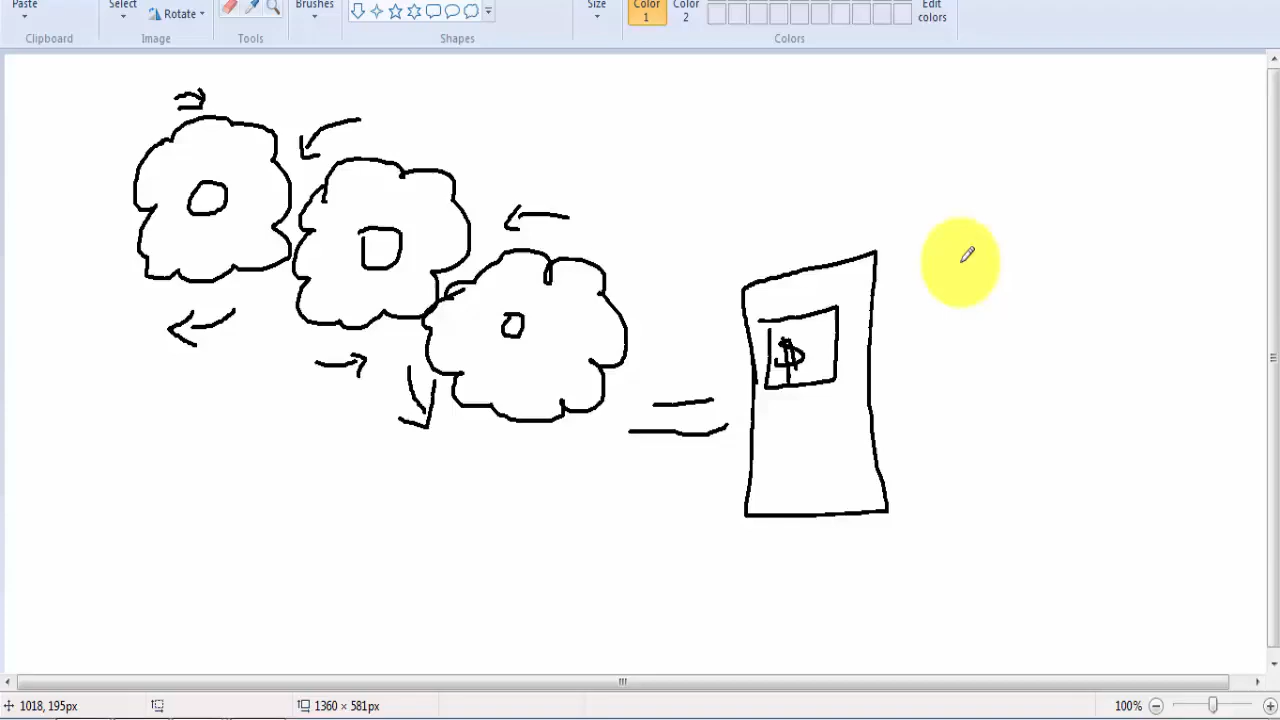 Paste
Select
Rotate
Brushes
Size
Color 1
Color 2
Edit colors
Clipboard
Image
Tools
Shapes
Colors
1018, 195px
1360 × 581px
100%